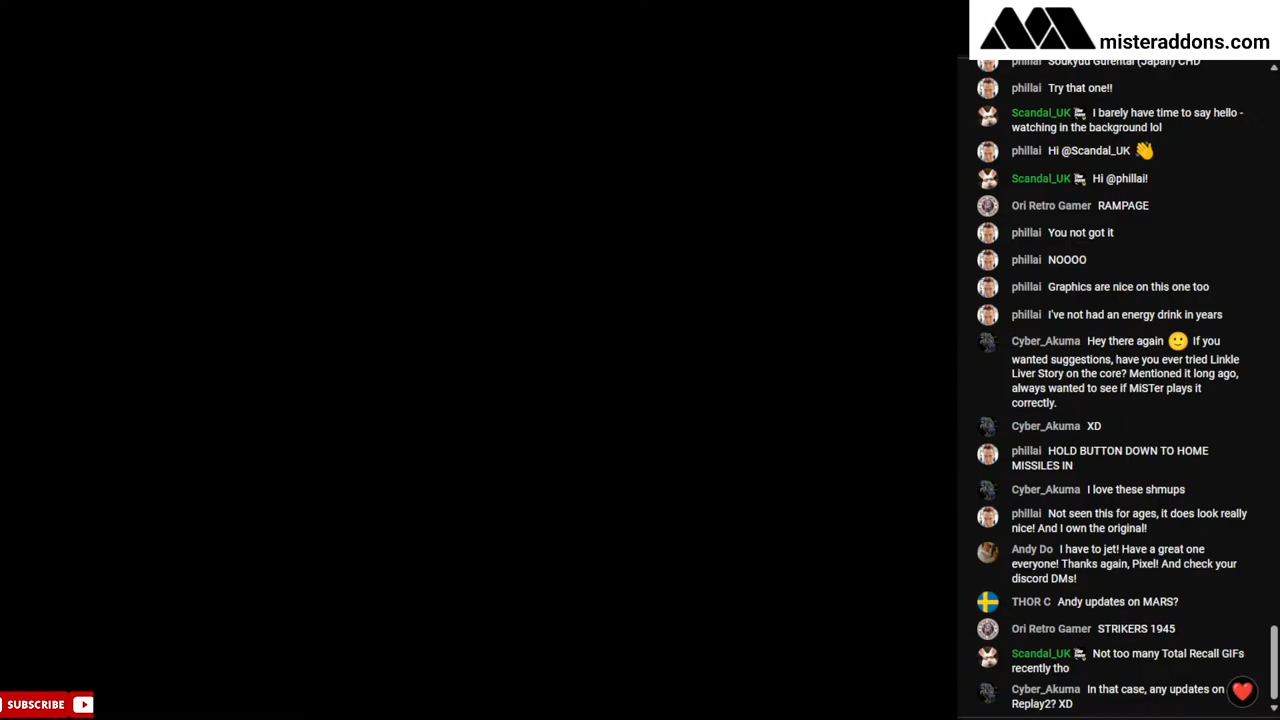 misteraddons.com
phillai Soukyuu Gurentai (Japan) CHD
phillai Try that one!!
Scandal_UK I barely have time to say hello -
watching in the background lol
phillai Hi @Scandal_UK 👋
Scandal_UK Hi @phillai!
Ori Retro Gamer RAMPAGE
phillai You not got it
phillai NOOOO
phillai Graphics are nice on this one too
phillai I've not had an energy drink in years
Cyber_Akuma Hey there again 🙂 If you
wanted suggestions, have you ever tried Linkle
Liver Story on the core? Mentioned it long ago,
always wanted to see if MiSTer plays it
correctly.
Cyber_Akuma XD
phillai HOLD BUTTON DOWN TO HOME
MISSILES IN
Cyber_Akuma I love these shmups
phillai Not seen this for ages, it does look really
nice! And I own the original!
Andy Do I have to jet! Have a great one
everyone! Thanks again, Pixel! And check your
discord DMs!
THOR C Andy updates on MARS?
Ori Retro Gamer STRIKERS 1945
Scandal_UK Not too many Total Recall GIFs
recently tho
Cyber_Akuma In that case, any updates on
Replay2? XD
SUBSCRIBE